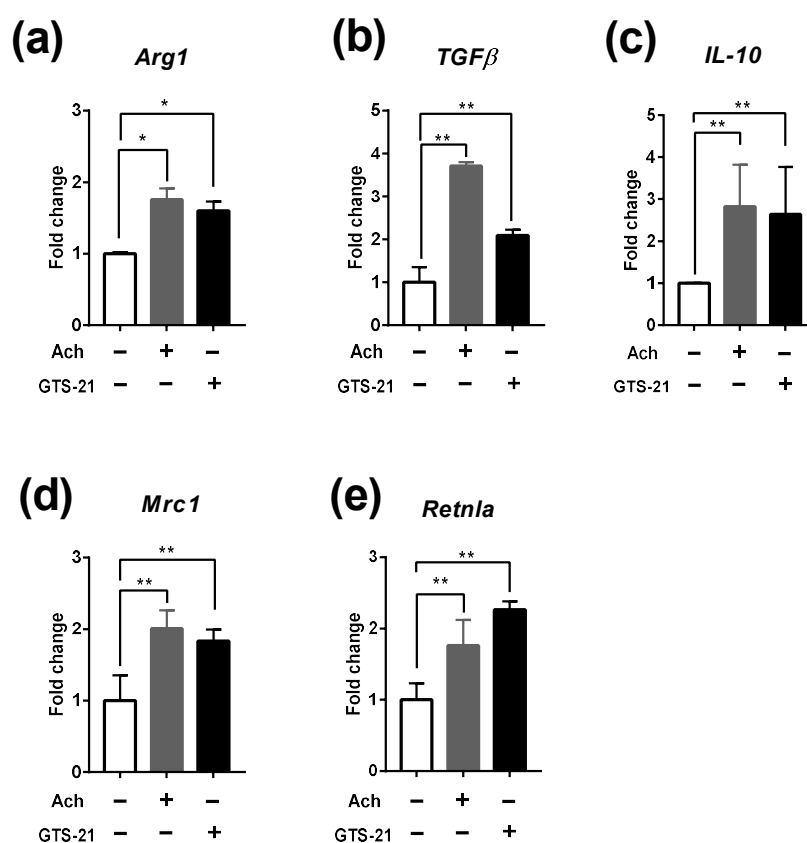 (a) Arg1
Fold change
3
2
1
0
*
*
Ach − + −
GTS-21 − − +
(b) TGFβ
Fold change
5
4
3
2
1
0
**
**
Ach − + −
GTS-21 − − +
(c) IL-10
Fold change
5
4
3
2
1
0
**
**
Ach − + −
GTS-21 − − +
(d) Mrc1
Fold change
3
2
1
0
**
**
Ach − + −
GTS-21 − − +
(e) Retnla
Fold change
3
2
1
0
**
**
Ach − + −
GTS-21 − − +